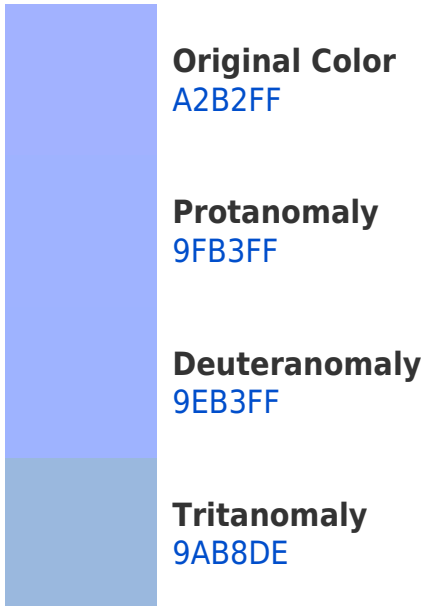 Original Color
A2B2FF
Protanomaly
9FB3FF
Deuteranomaly
9EB3FF
Tritanomaly
9AB8DE